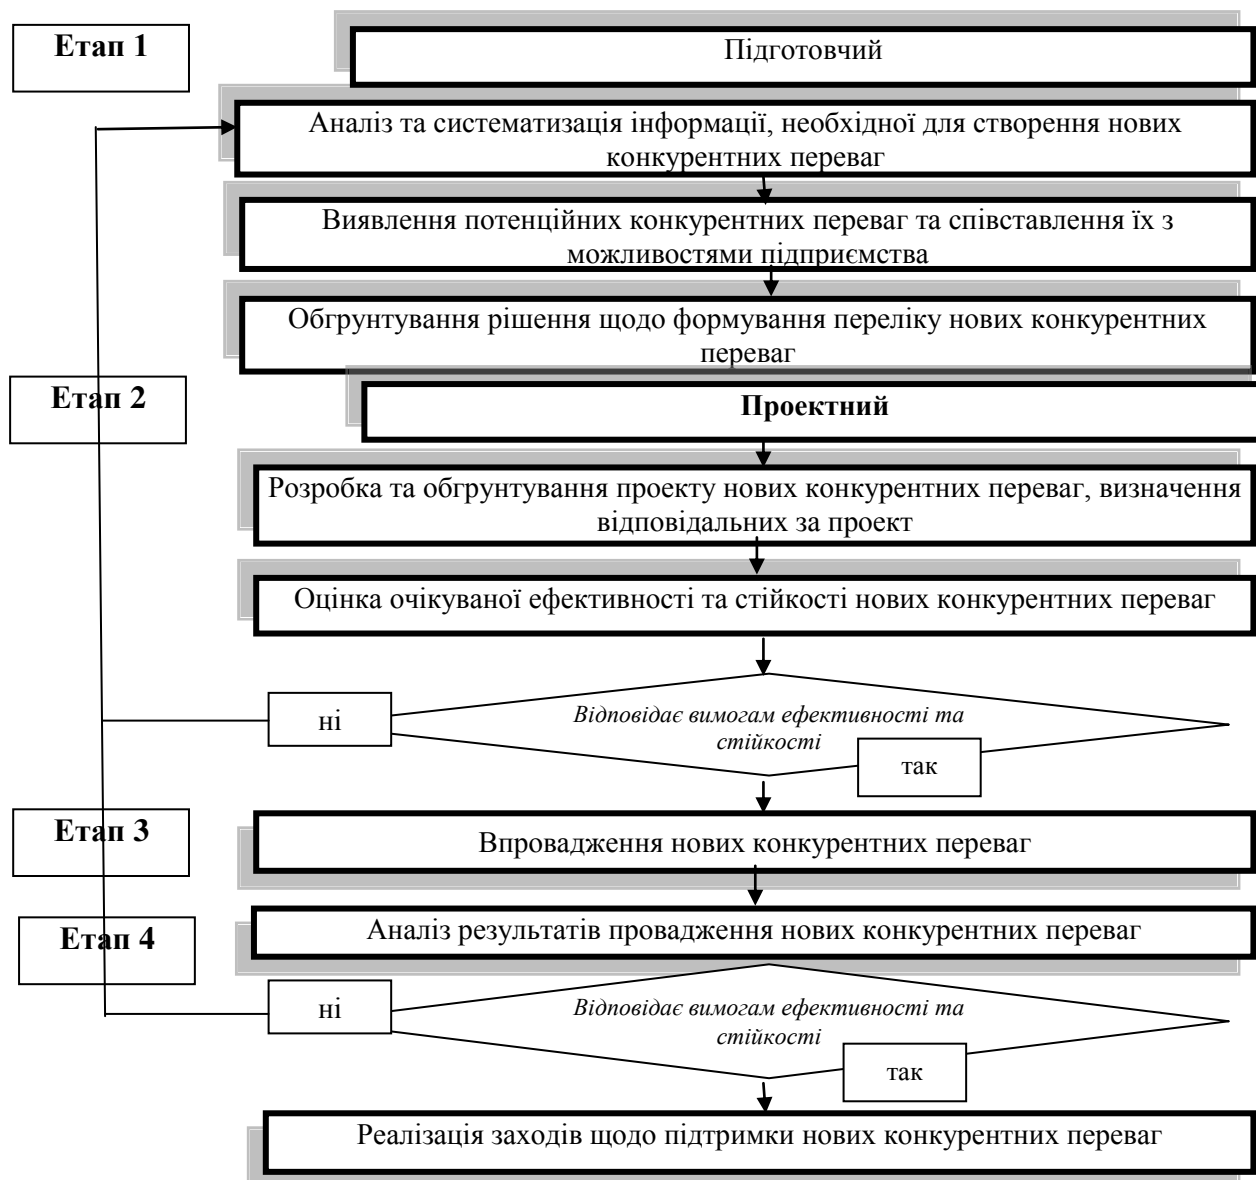 Етап 1
Підготовчий
Аналіз та систематизація інформації, необхідної для створення нових
конкурентних переваг
Виявлення потенційних конкурентних переваг та співставлення їх з
можливостями підприємства
Обгрунтування рішення щодо формування переліку нових конкурентних
переваг
Етап 2
Проектний
Розробка та обгрунтування проекту нових конкурентних переваг, визначення
відповідальних за проект
Оцінка очікуваної ефективності та стійкості нових конкурентних переваг
ні
Відповідає вимогам ефективності та
стійкості
так
Етап 3
Впровадження нових конкурентних переваг
Етап 4
Аналіз результатів провадження нових конкурентних переваг
ні
Відповідає вимогам ефективності та
стійкості
так
Реалізація заходів щодо підтримки нових конкурентних переваг